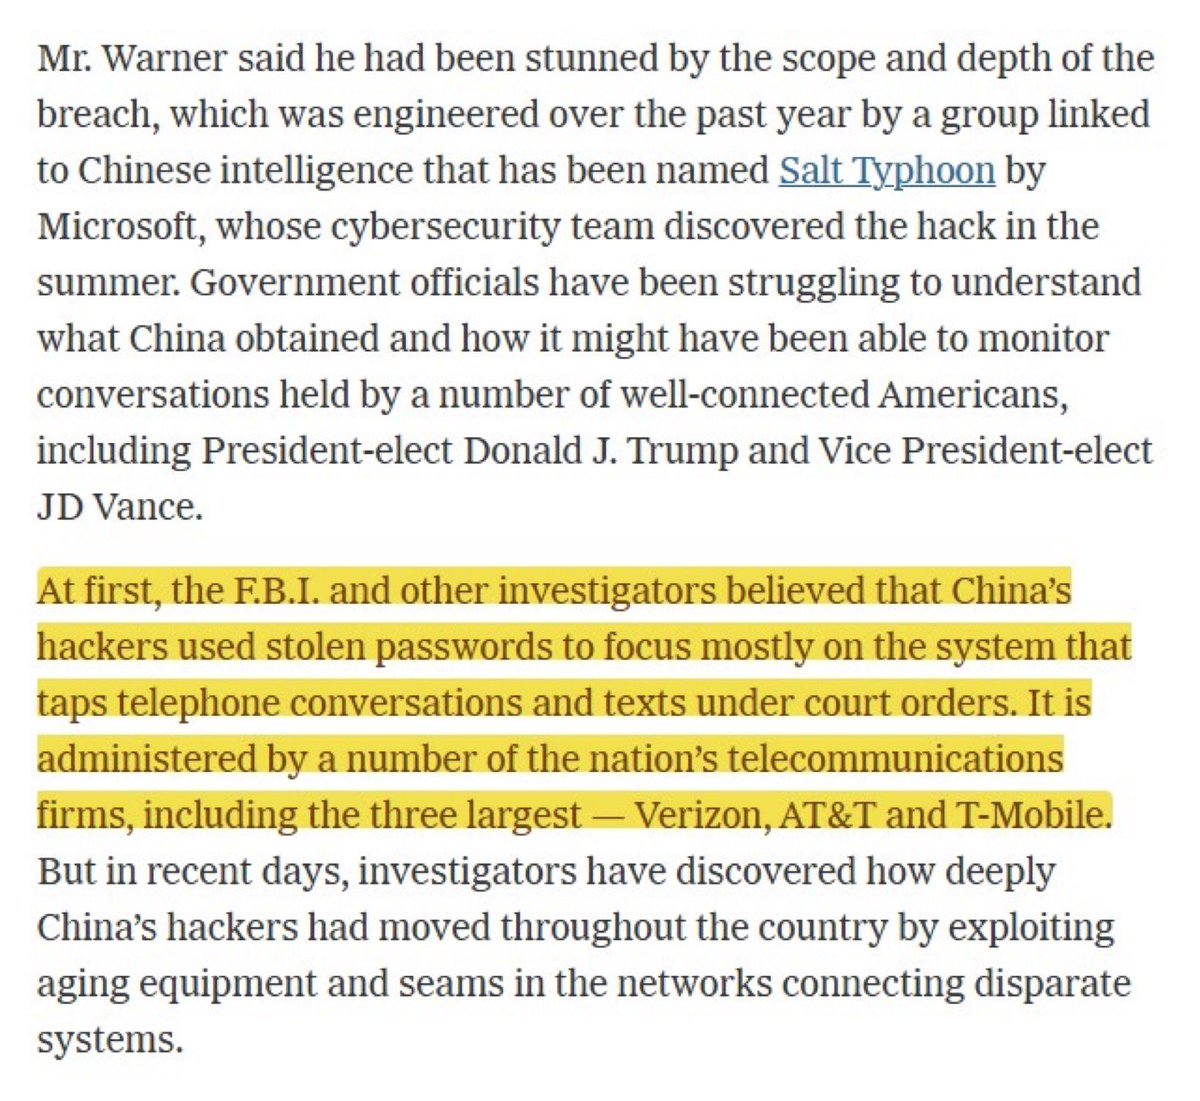 Mr. Warner said he had been stunned by the scope and depth of the
breach, which was engineered over the past year by a group linked
to Chinese intelligence that has been named Salt Typhoon by
Microsoft, whose cybersecurity team discovered the hack in the
summer. Government officials have been struggling to understand
what China obtained and how it might have been able to monitor
conversations held by a number of well-connected Americans,
including President-elect Donald J. Trump and Vice President-elect
JD Vance.
At first, the F.B.I. and other investigators believed that China’s
hackers used stolen passwords to focus mostly on the system that
taps telephone conversations and texts under court orders. It is
administered by a number of the nation’s telecommunications
firms, including the three largest — Verizon, AT&T and T-Mobile.
But in recent days, investigators have discovered how deeply
China’s hackers had moved throughout the country by exploiting
aging equipment and seams in the networks connecting disparate
systems.